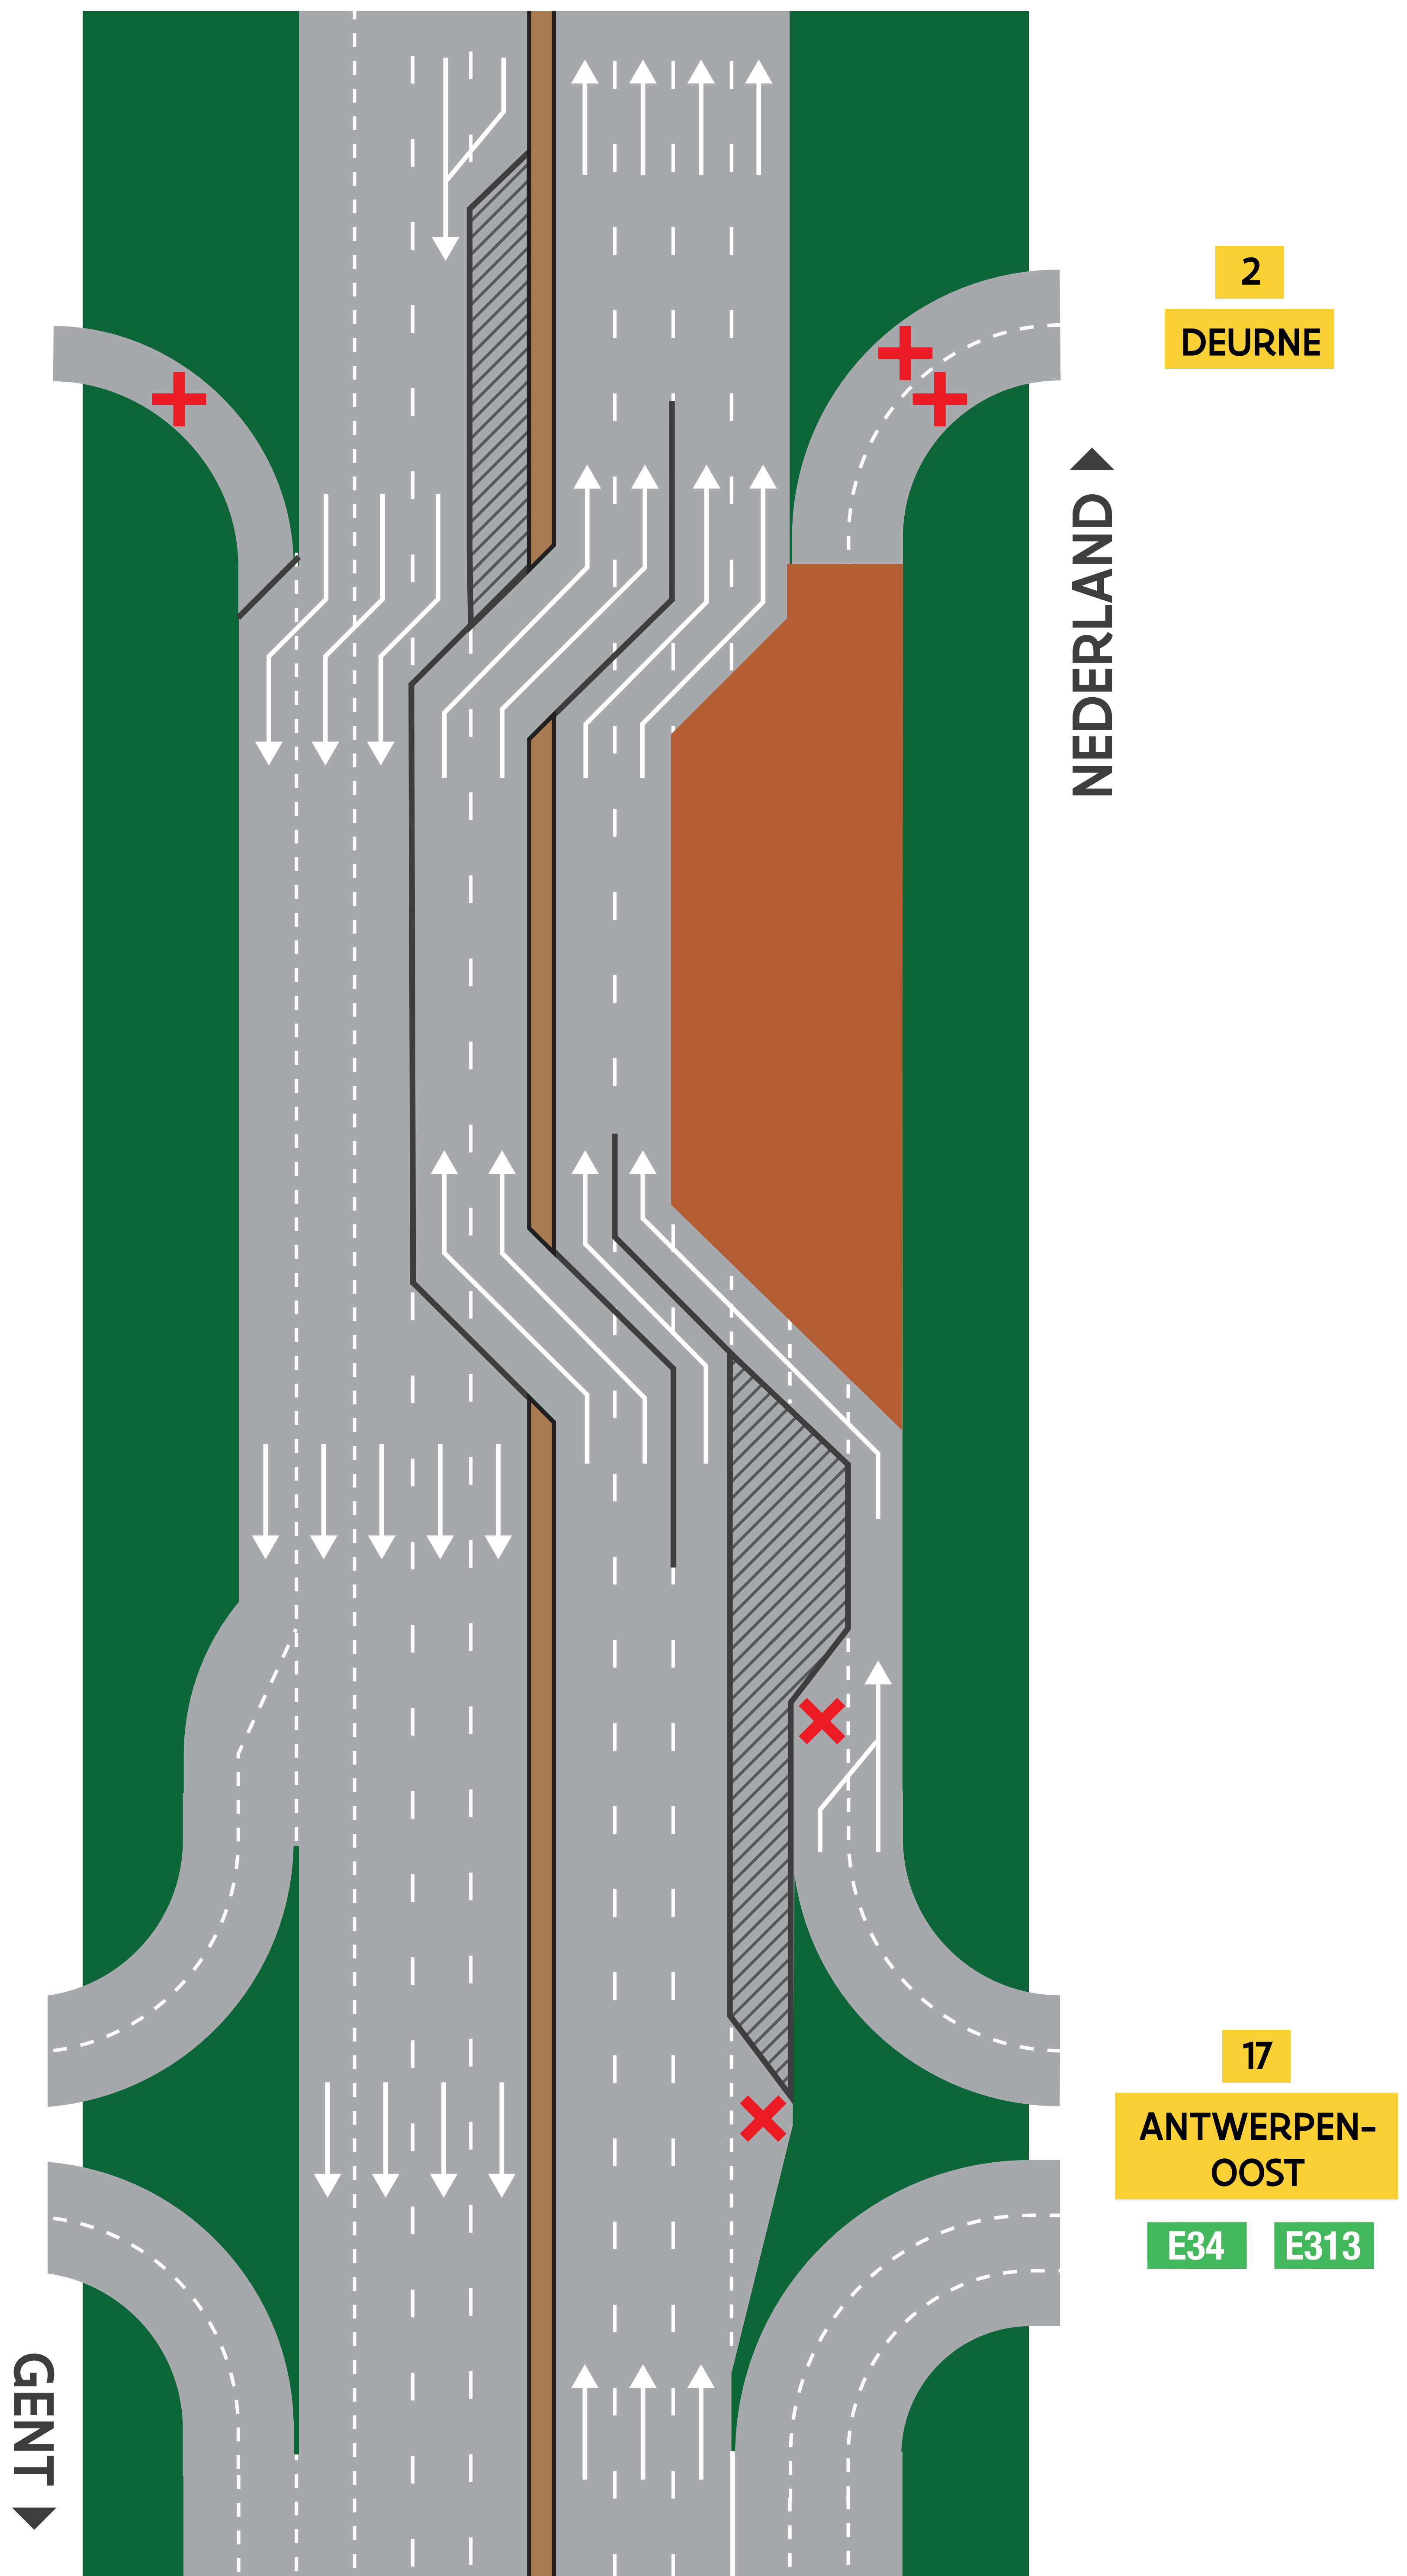 2
DEURNE
NEDERLAND
17
ANTWERPEN-
OOST
E34
E313
GENT